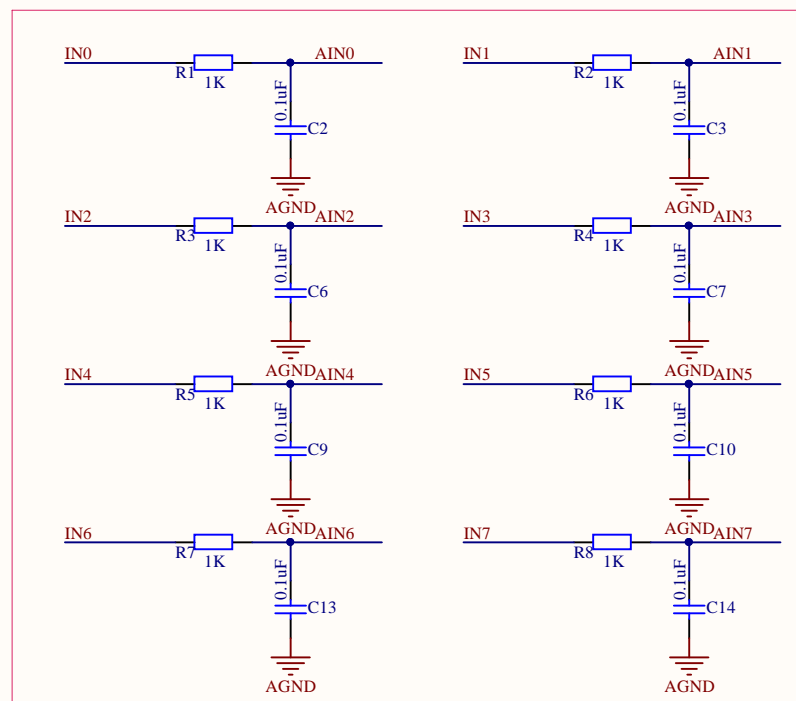 IN0 R1 1K AIN0
0.1uF C2
AGND
IN1 R2 1K AIN1
0.1uF C3
AGND
IN2 R3 1K AIN2
0.1uF C6
AGND
IN3 R4 1K AIN3
0.1uF C7
AGND
IN4 R5 1K AIN4
0.1uF C9
AGND
IN5 R6 1K AIN5
0.1uF C10
AGND
IN6 R7 1K AIN6
0.1uF C13
AGND
IN7 R8 1K AIN7
0.1uF C14
AGND